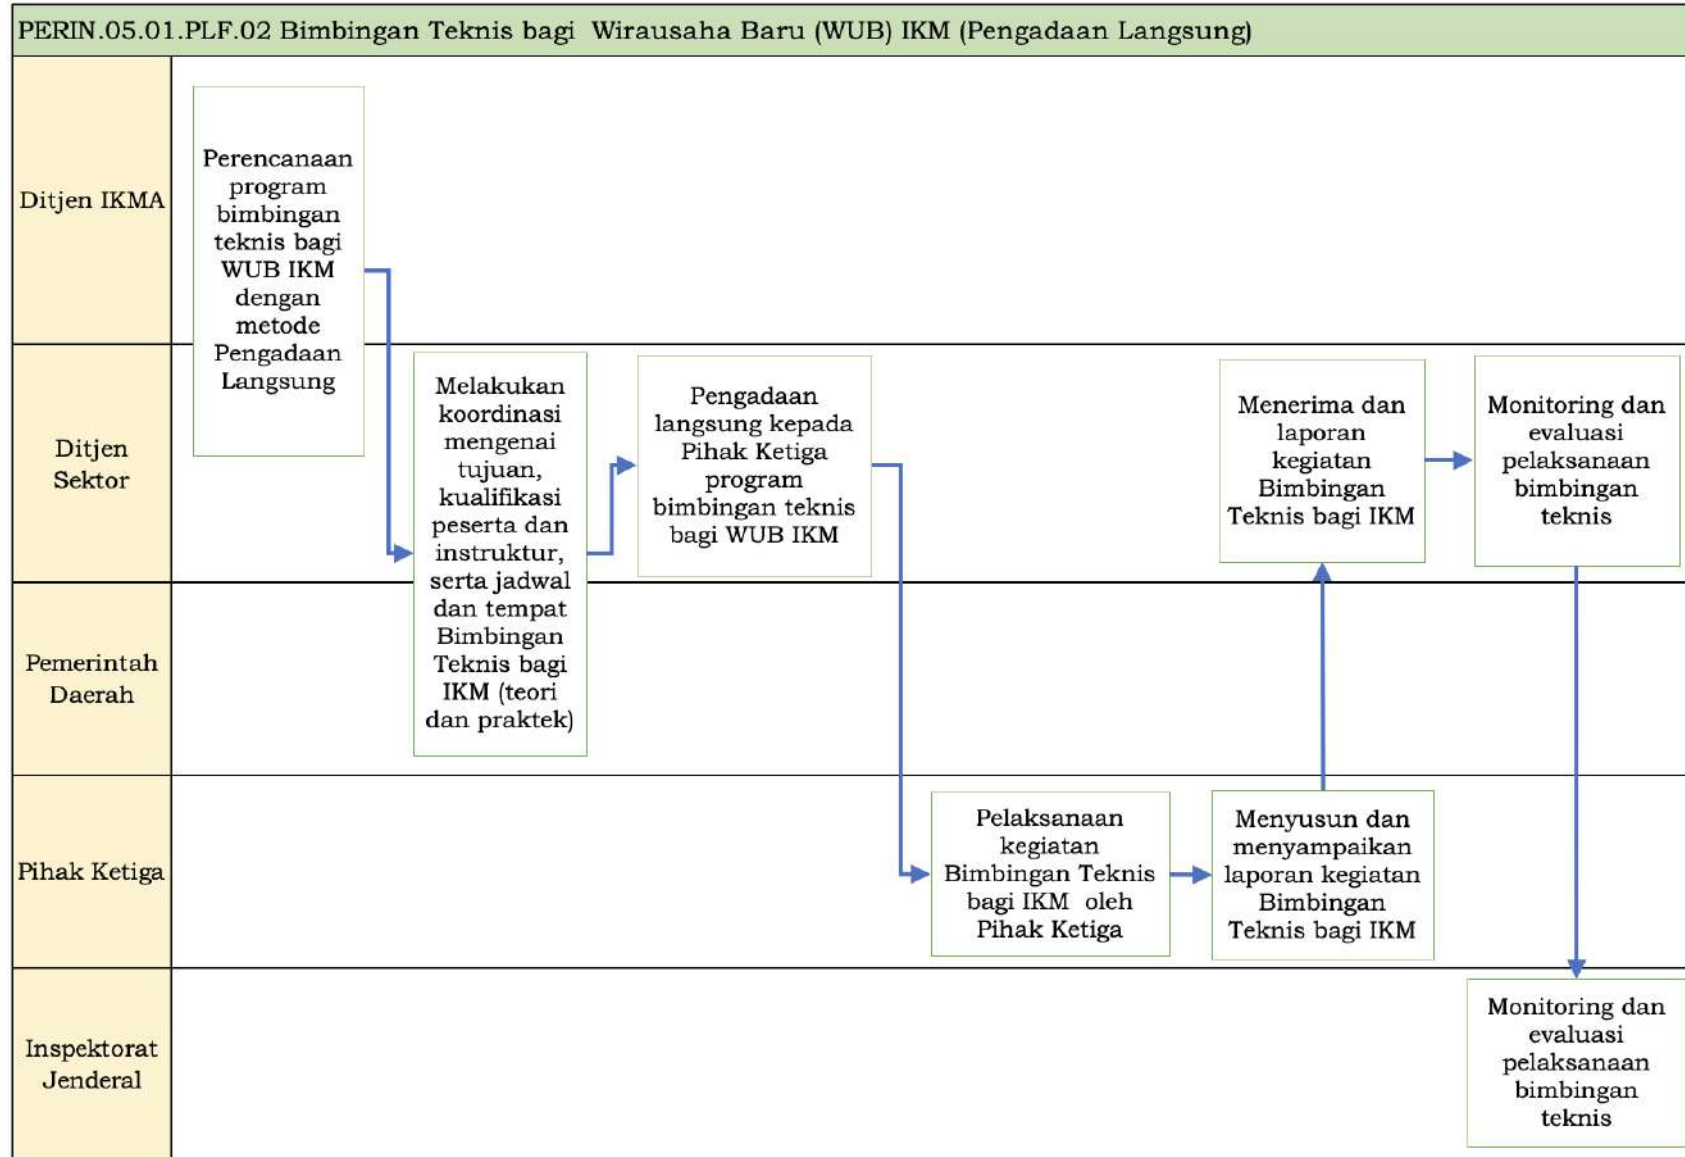 PERIN.05.01.PLF.02 Bimbingan Teknis bagi  Wirausaha Baru (WUB) IKM (Pengadaan Langsung)
Ditjen IKMA
Perencanaan
program
bimbingan
teknis bagi
WUB IKM
dengan
metode
Pengadaan
Langsung
Ditjen
Sektor
Melakukan
koordinasi
mengenai
tujuan,
kualifikasi
peserta dan
instruktur,
serta jadwal
dan tempat
Bimbingan
Teknis bagi
IKM (teori
dan praktek)
Pengadaan
langsung kepada
Pihak Ketiga
program
bimbingan teknis
bagi WUB IKM
Menerima dan
laporan
kegiatan
Bimbingan
Teknis bagi IKM
Monitoring dan
evaluasi
pelaksanaan
bimbingan
teknis
Pemerintah
Daerah
Pihak Ketiga
Pelaksanaan
kegiatan
Bimbingan Teknis
bagi IKM  oleh
Pihak Ketiga
Menyusun dan
menyampaikan
laporan kegiatan
Bimbingan
Teknis bagi IKM
Inspektorat
Jenderal
Monitoring dan
evaluasi
pelaksanaan
bimbingan
teknis